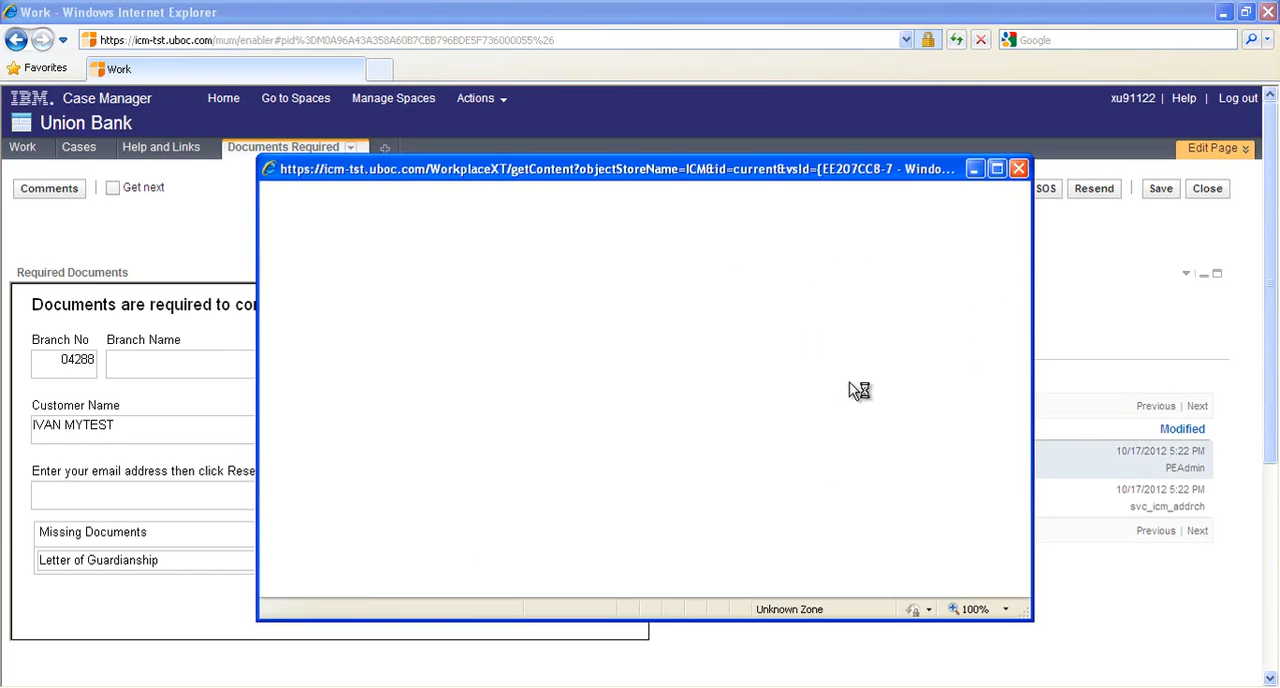 Work - Windows Internet Explorer
https://icm-tst.uboc.com/mum/enabler#pid%3DM0A96A43A358A60B7CBB796BDE5F736000055%26
Google
Favorites
Work
IBM. Case Manager Home Go to Spaces Manage Spaces Actions xu91122 | Help | Log out
Union Bank
Work Cases Help and Links Documents Required Edit Page
https://icm-tst.uboc.com/WorkplaceXT/getContent?objectStoreName=ICM&id=current&vsId={EE207CC8-7 - Windo...
Comments | Get next SOS Resend | Save Close
Required Documents
Documents are required to co
Branch No Branch Name
04288
Customer Name
IVAN MYTEST
Previous | Next
Modified
10/17/2012 5:22 PM
PEAdmin
Enter your email address then click Rese
10/17/2012 5:22 PM
svc_icm_addrch
Missing Documents
Previous | Next
Letter of Guardianship
Unknown Zone 100%